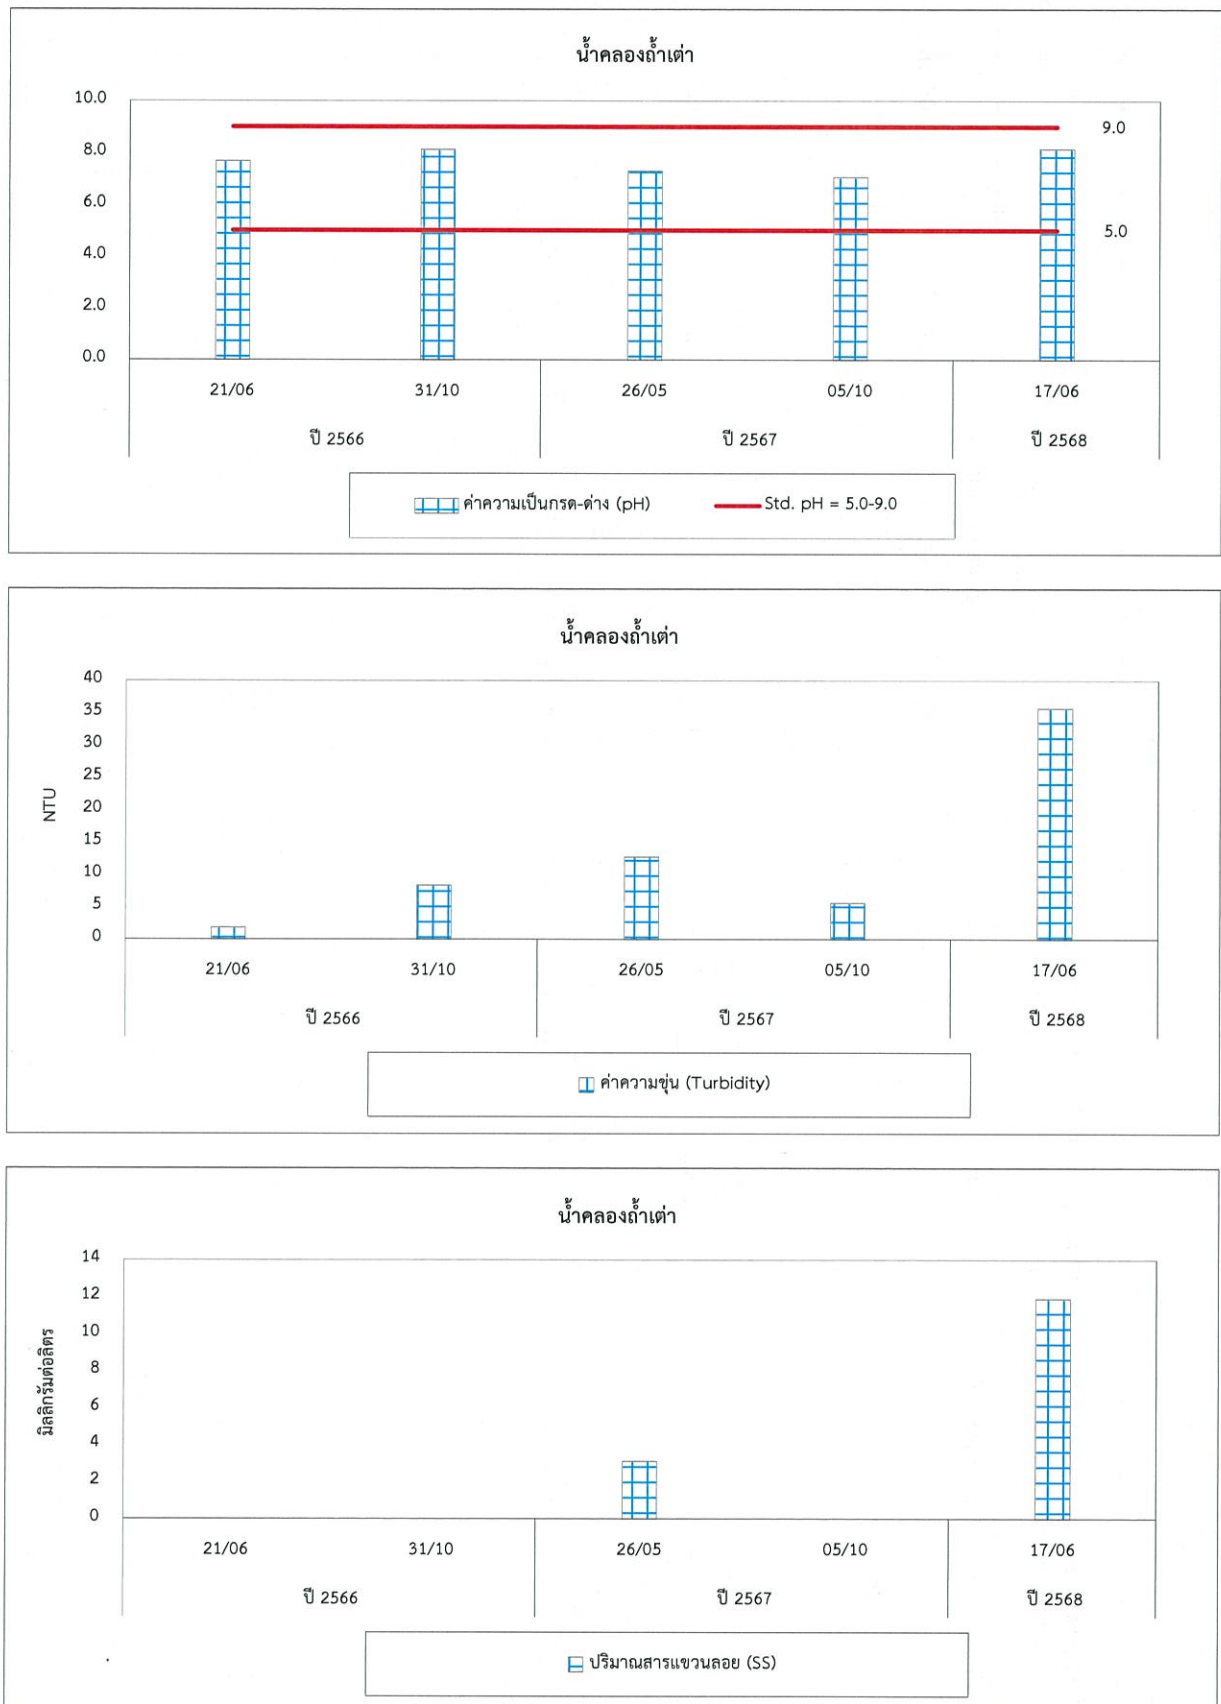 น้ำคลองถ้ำเต่า
10.0
8.0
6.0
4.0
2.0
0.0
9.0
5.0
21/06 31/10 26/05 05/10 17/06
ปี 2566 ปี 2567 ปี 2568
ค่าความเป็นกรด-ด่าง (pH) Std. pH = 5.0-9.0
น้ำคลองถ้ำเต่า
NTU
40
35
30
25
20
15
10
5
0
21/06 31/10 26/05 05/10 17/06
ปี 2566 ปี 2567 ปี 2568
ค่าความขุ่น (Turbidity)
น้ำคลองถ้ำเต่า
มิลลิกรัมต่อลิตร
14
12
10
8
6
4
2
0
21/06 31/10 26/05 05/10 17/06
ปี 2566 ปี 2567 ปี 2568
ปริมาณสารแขวนลอย (SS)